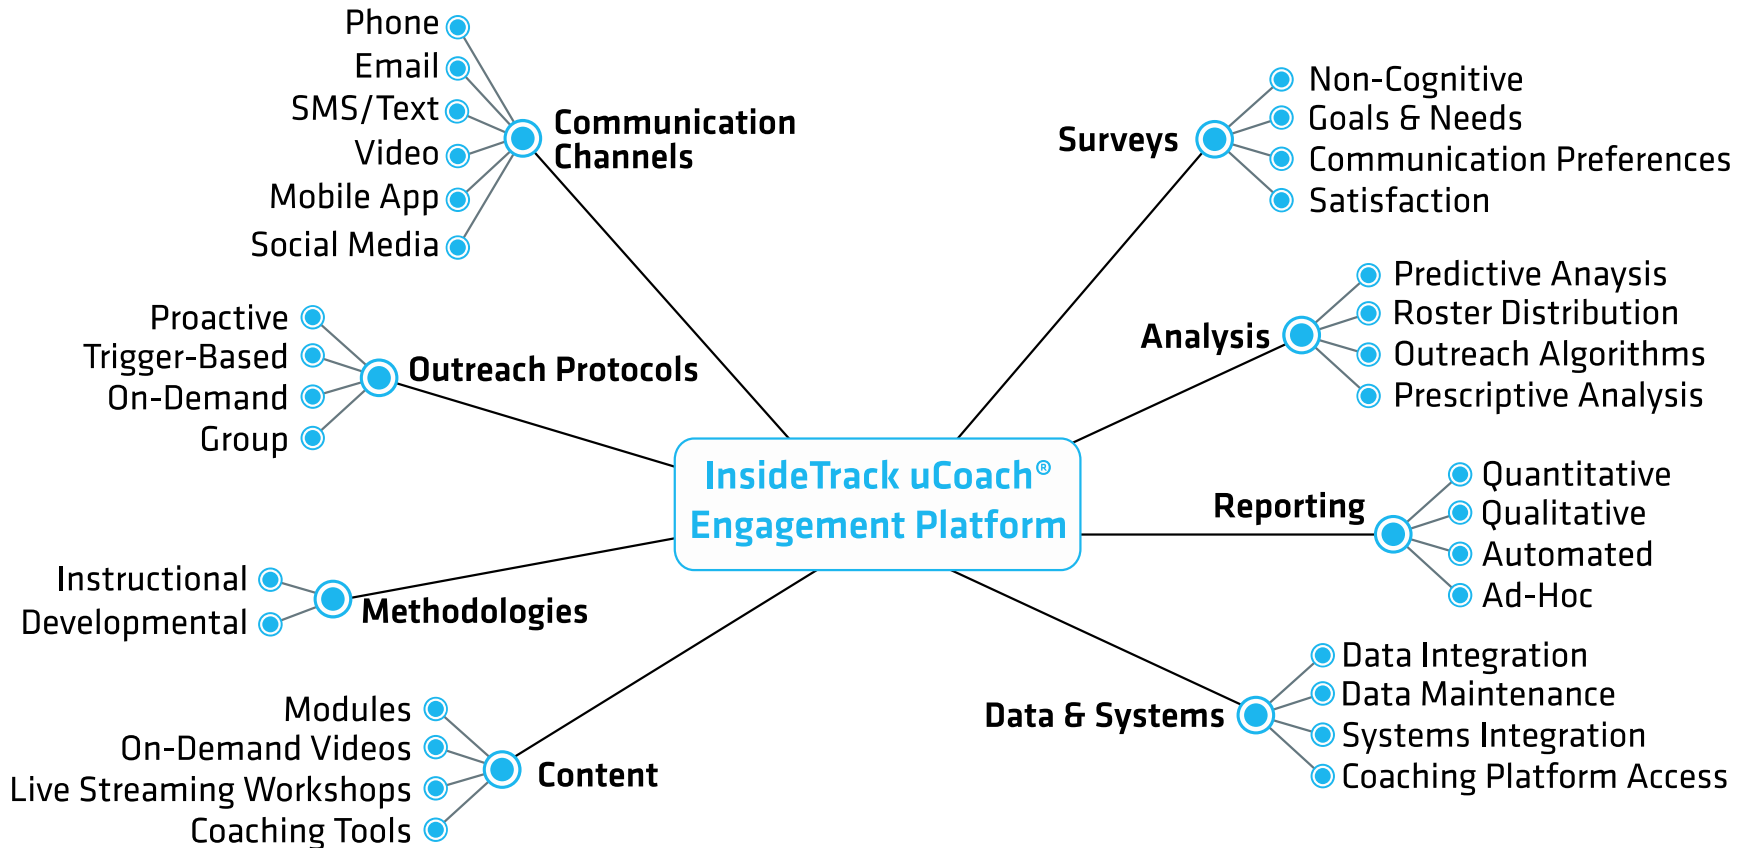 Phone
Email
SMS/Text
Video
Mobile App
Social Media
Communication
Channels
Proactive
Trigger-Based
On-Demand
Group
Outreach Protocols
Instructional
Developmental
Methodologies
Modules
On-Demand Videos
Live Streaming Workshops
Coaching Tools
Content
InsideTrack uCoach®
Engagement Platform
Surveys
Non-Cognitive
Goals & Needs
Communication Preferences
Satisfaction
Analysis
Predictive Anaysis
Roster Distribution
Outreach Algorithms
Prescriptive Analysis
Reporting
Quantitative
Qualitative
Automated
Ad-Hoc
Data & Systems
Data Integration
Data Maintenance
Systems Integration
Coaching Platform Access